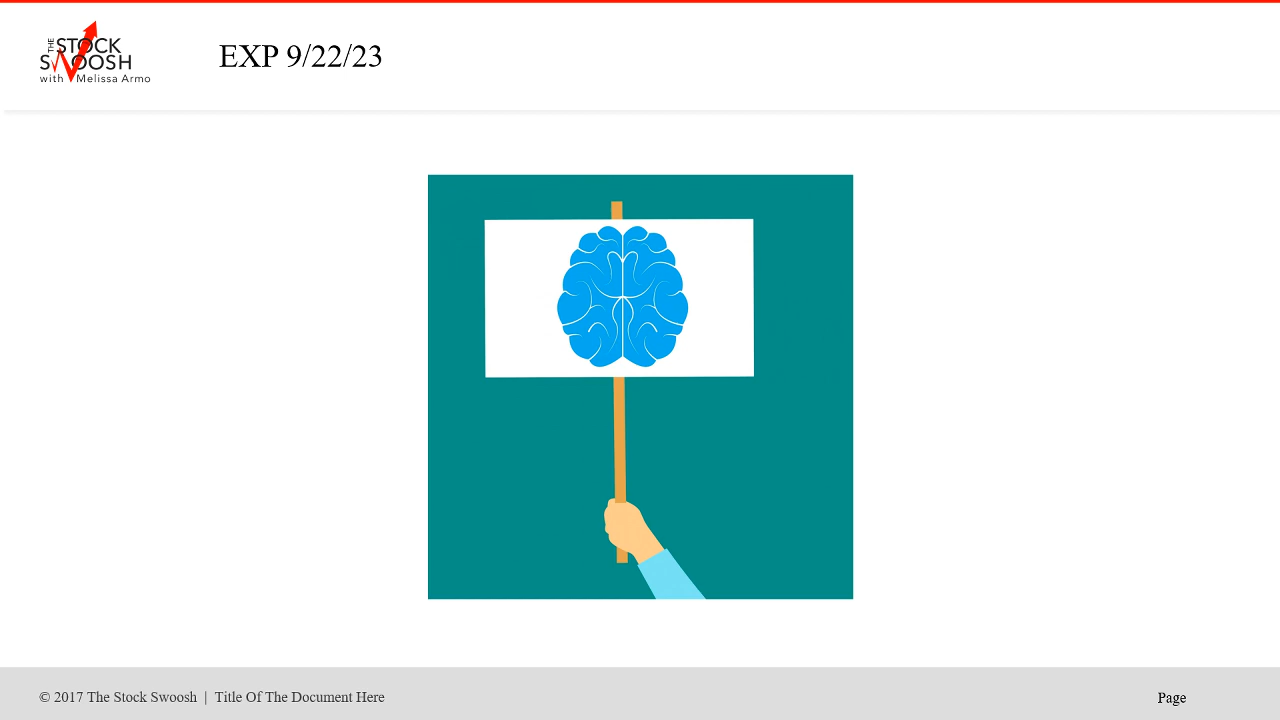 THE STOCK
SWOOSH
with Melissa Armo
EXP 9/22/23
© 2017 The Stock Swoosh | Title Of The Document Here
Page